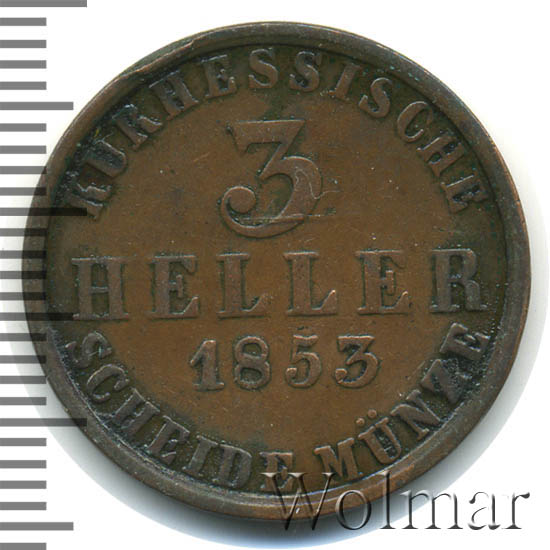 KURHESSISCHE
3
HELLER
1853
SCHEIDE MÜNZE
Wolmar